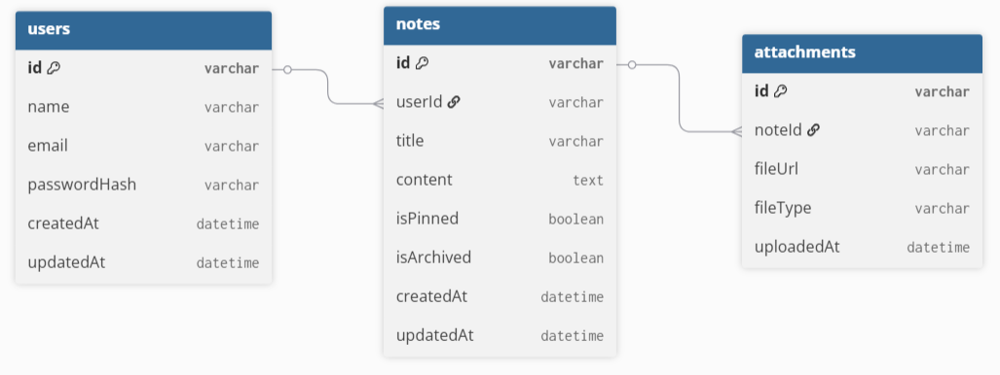 users
id varchar
name varchar
email varchar
passwordHash varchar
createdAt datetime
updatedAt datetime
notes
id varchar
userId varchar
title varchar
content text
isPinned boolean
isArchived boolean
createdAt datetime
updatedAt datetime
attachments
id varchar
noteId varchar
fileUrl varchar
fileType varchar
uploadedAt datetime